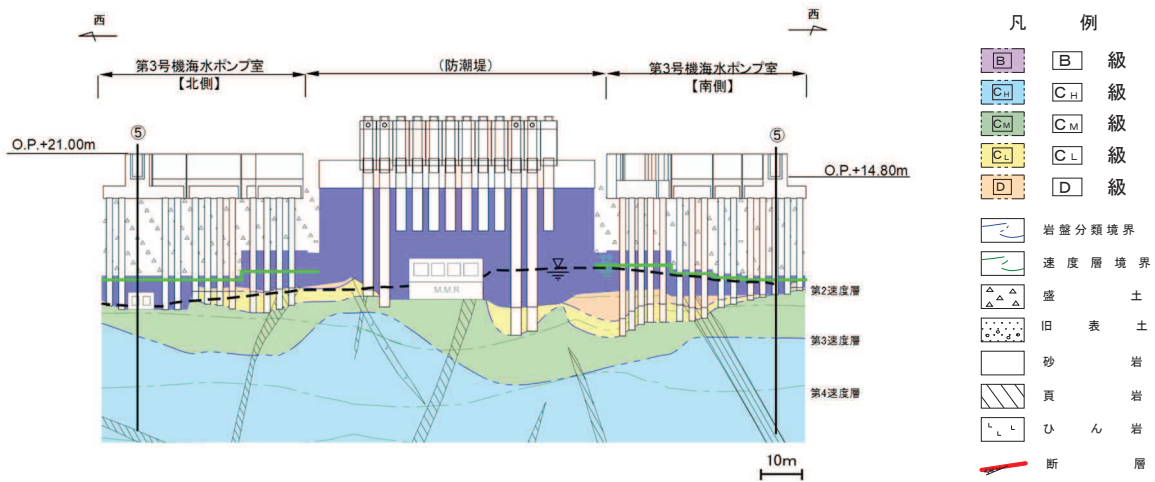 西
西
第3号機海水ポンプ室
【北側】
(防潮堤)
第3号機海水ポンプ室
【南側】
⑤
⑤
O.P.+21.00m
O.P.+14.80m
M.M.R
第2速度層
第3速度層
第4速度層
10m
凡 例
B B 級
CH CH 級
CM CM 級
CL CL 級
D D 級
岩盤分類境界
速度層境界
盛 土
旧 表 土
砂 岩
頁 岩
ひ ん 岩
断 層